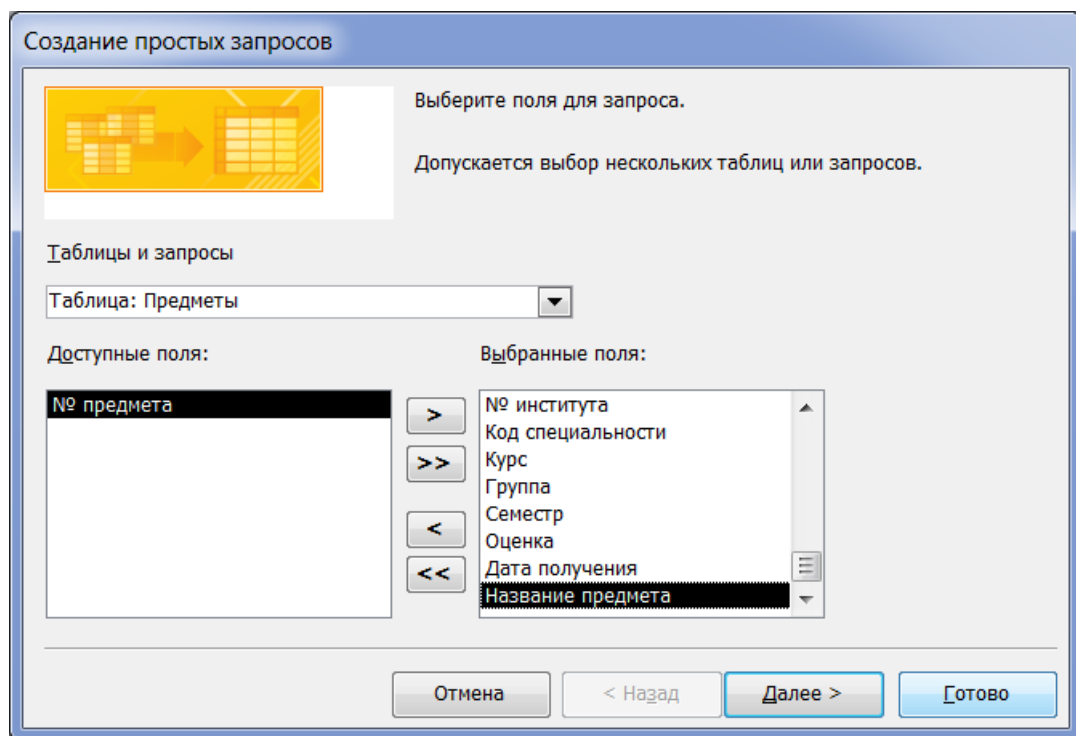 Создание простых запросов
Выберите поля для запроса.
Допускается выбор нескольких таблиц или запросов.
Таблицы и запросы
Таблица: Предметы
Доступные поля:
Выбранные поля:
№ предмета
>
>>
<
<<
№ института
Код специальности
Курс
Группа
Семестр
Оценка
Дата получения
Название предмета
Отмена
< Назад
Далее >
Готово